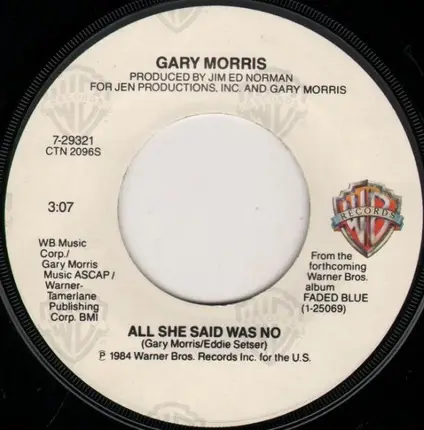 GARY MORRIS
PRODUCED BY JIM ED NORMAN
FOR JEN PRODUCTIONS, INC. AND GARY MORRIS
7-29321
CTN 2096S
3:07
WB Music
Corp./
Gary Morris
Music ASCAP/
Warner-
Tamerlane
Publishing
Corp. BMI
WB
RECORDS
From the
forthcoming
Warner Bros.
album
FADED BLUE
(1-25069)
ALL SHE SAID WAS NO
(Gary Morris/Eddie Setser)
℗ 1984 Warner Bros. Records Inc. for the U.S.